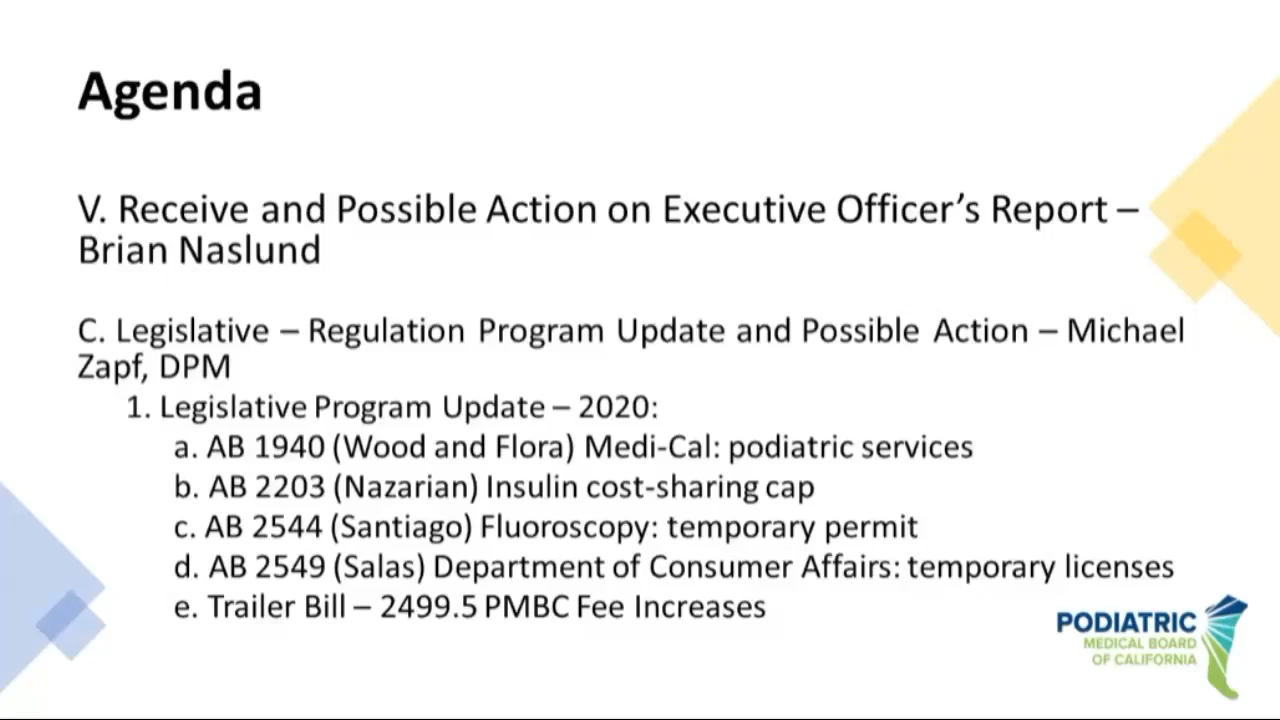 Agenda
V. Receive and Possible Action on Executive Officer’s Report –
Brian Naslund
C. Legislative – Regulation Program Update and Possible Action – Michael
Zapf, DPM
1. Legislative Program Update – 2020:
a. AB 1940 (Wood and Flora) Medi-Cal: podiatric services
b. AB 2203 (Nazarian) Insulin cost-sharing cap
c. AB 2544 (Santiago) Fluoroscopy: temporary permit
d. AB 2549 (Salas) Department of Consumer Affairs: temporary licenses
e. Trailer Bill – 2499.5 PMBC Fee Increases
PODIATRIC
MEDICAL BOARD
OF CALIFORNIA